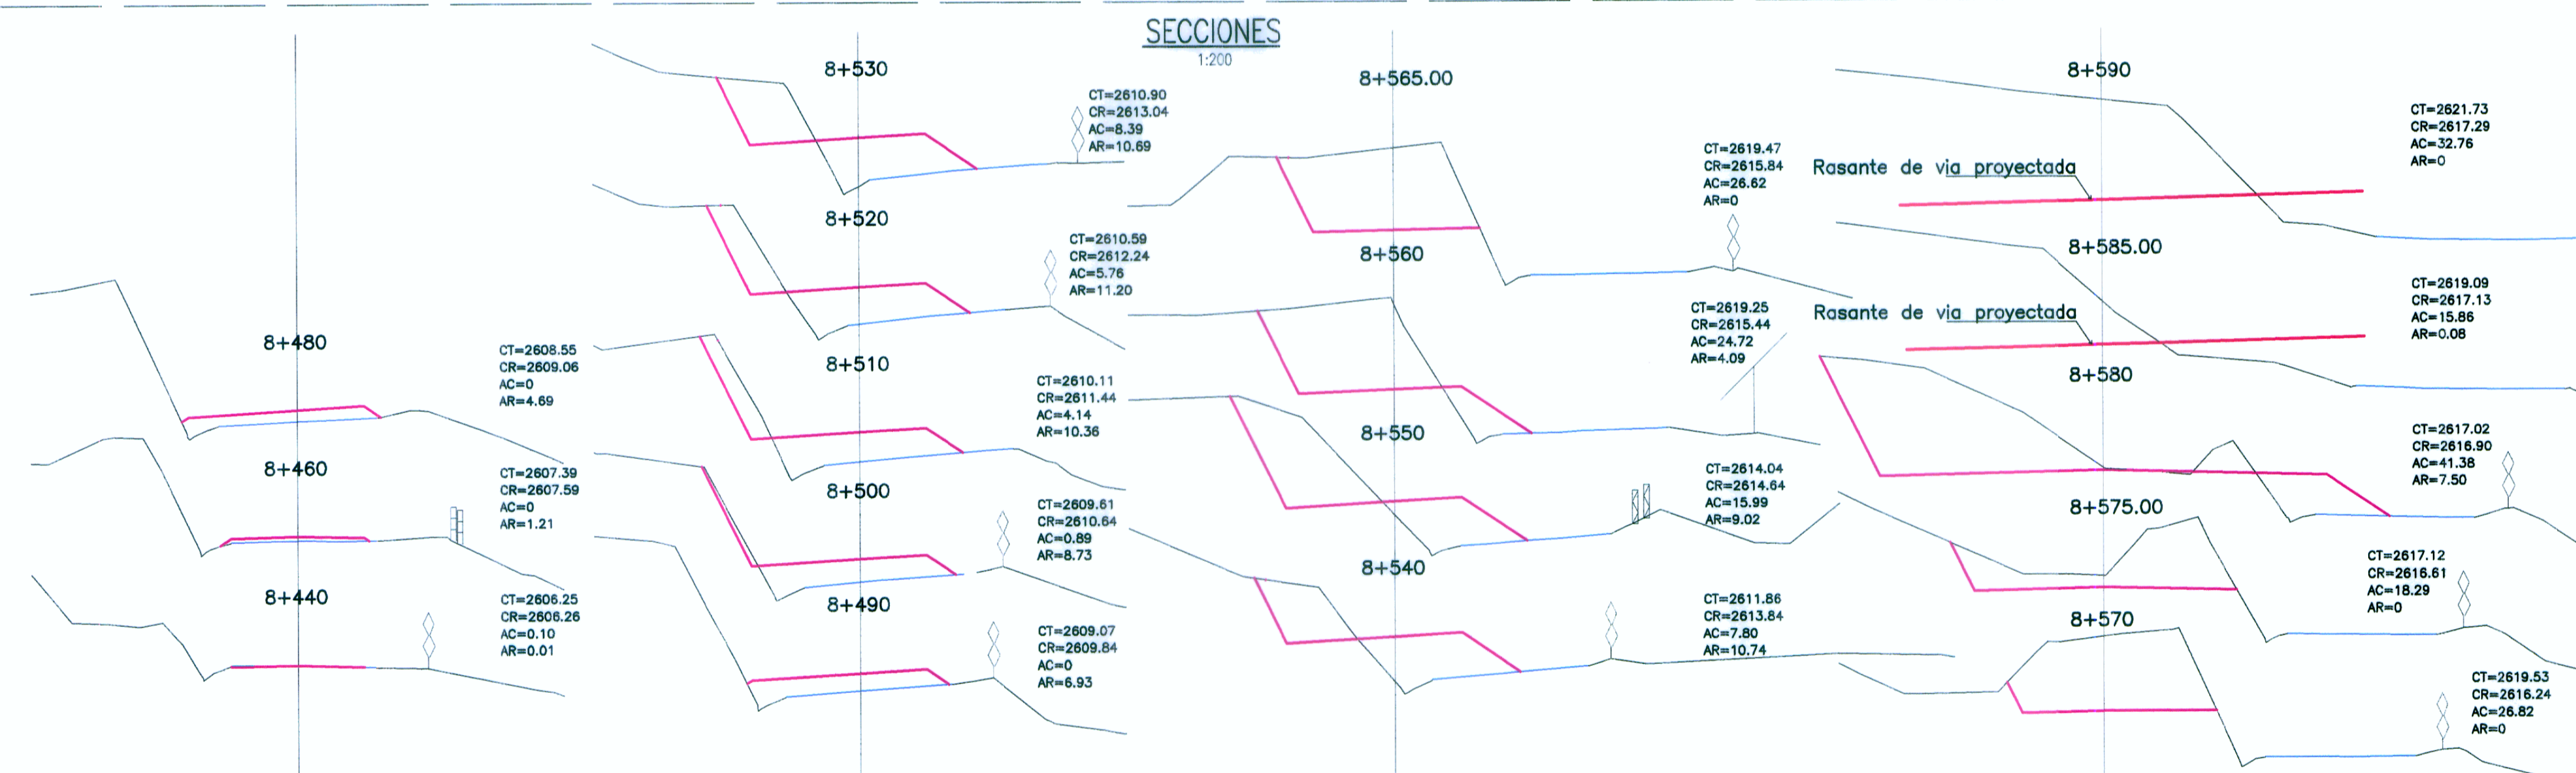 SECCIONES
1:200
8+480
CT=2608.55
CR=2609.06
AC=0
AR=4.69
8+460
CT=2607.39
CR=2607.59
AC=0
AR=1.21
8+440
CT=2606.25
CR=2606.26
AC=0.10
AR=0.01
8+530
CT=2610.90
CR=2613.04
AC=8.39
AR=10.69
8+520
CT=2610.59
CR=2612.24
AC=5.76
AR=11.20
8+510
CT=2610.11
CR=2611.44
AC=4.14
AR=10.36
8+500
CT=2609.61
CR=2610.64
AC=0.89
AR=8.73
8+490
CT=2609.07
CR=2609.84
AC=0
AR=6.93
8+565.00
CT=2619.47
CR=2615.84
AC=26.62
AR=0
8+560
CT=2619.25
CR=2615.44
AC=24.72
AR=4.09
8+550
CT=2614.04
CR=2614.64
AC=15.99
AR=9.02
8+540
CT=2611.86
CR=2613.84
AC=7.80
AR=10.74
8+590
CT=2621.73
CR=2617.29
AC=32.76
AR=0
Rasante de via proyectada
8+585.00
CT=2619.09
CR=2617.13
AC=15.86
AR=0.08
Rasante de via proyectada
8+580
CT=2617.02
CR=2616.90
AC=41.38
AR=7.50
8+575.00
CT=2617.12
CR=2616.61
AC=18.29
AR=0
8+570
CT=2619.53
CR=2616.24
AC=26.82
AR=0